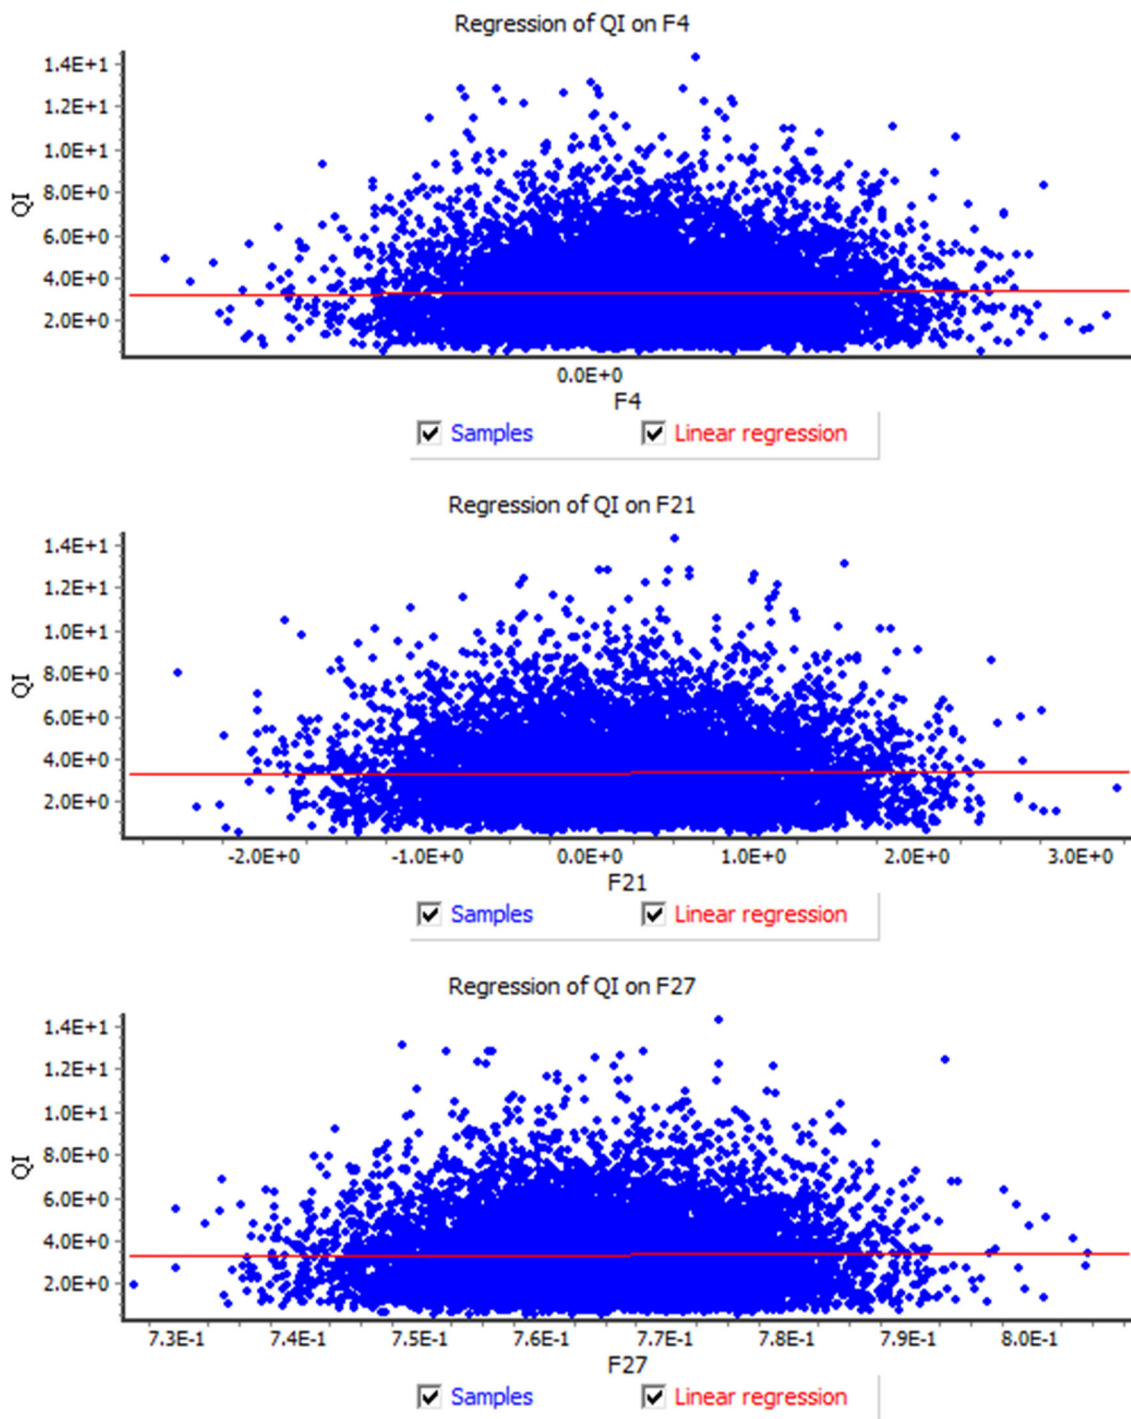 Regression of QI on F4
1.4E+1
1.2E+1
1.0E+1
8.0E+0
6.0E+0
4.0E+0
2.0E+0
QI
0.0E+0
F4
Samples Linear regression
Regression of QI on F21
1.4E+1
1.2E+1
1.0E+1
8.0E+0
6.0E+0
4.0E+0
2.0E+0
QI
-2.0E+0 -1.0E+0 0.0E+0 1.0E+0 2.0E+0 3.0E+0
F21
Samples Linear regression
Regression of QI on F27
1.4E+1
1.2E+1
1.0E+1
8.0E+0
6.0E+0
4.0E+0
2.0E+0
QI
7.3E-1 7.4E-1 7.5E-1 7.6E-1 7.7E-1 7.8E-1 7.9E-1 8.0E-1
F27
Samples Linear regression